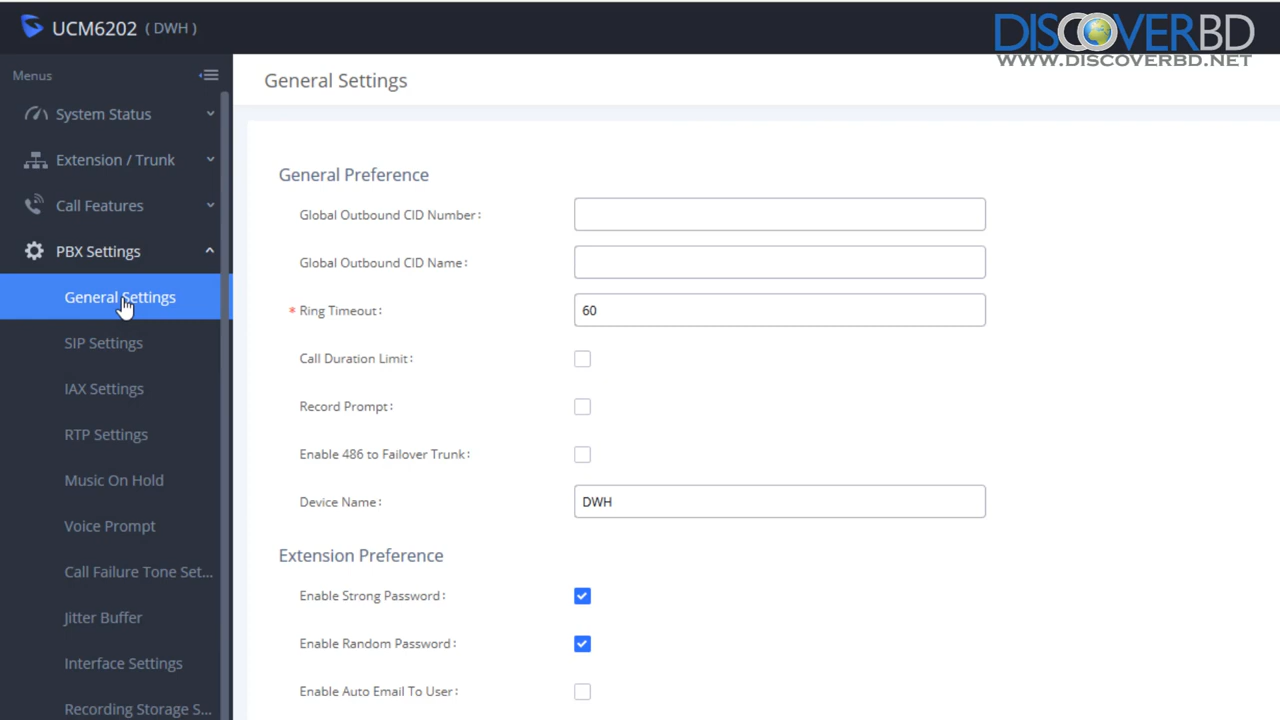 UCM6202 ( DWH )
DISCOVERBD
WWW.DISCOVERBD.NET
Menus
System Status
Extension / Trunk
Call Features
PBX Settings
General Settings
SIP Settings
IAX Settings
RTP Settings
Music On Hold
Voice Prompt
Call Failure Tone Set...
Jitter Buffer
Interface Settings
Recording Storage S...
General Settings
General Preference
Global Outbound CID Number:
Global Outbound CID Name:
* Ring Timeout: 60
Call Duration Limit:
Record Prompt:
Enable 486 to Failover Trunk:
Device Name: DWH
Extension Preference
Enable Strong Password:
Enable Random Password:
Enable Auto Email To User: